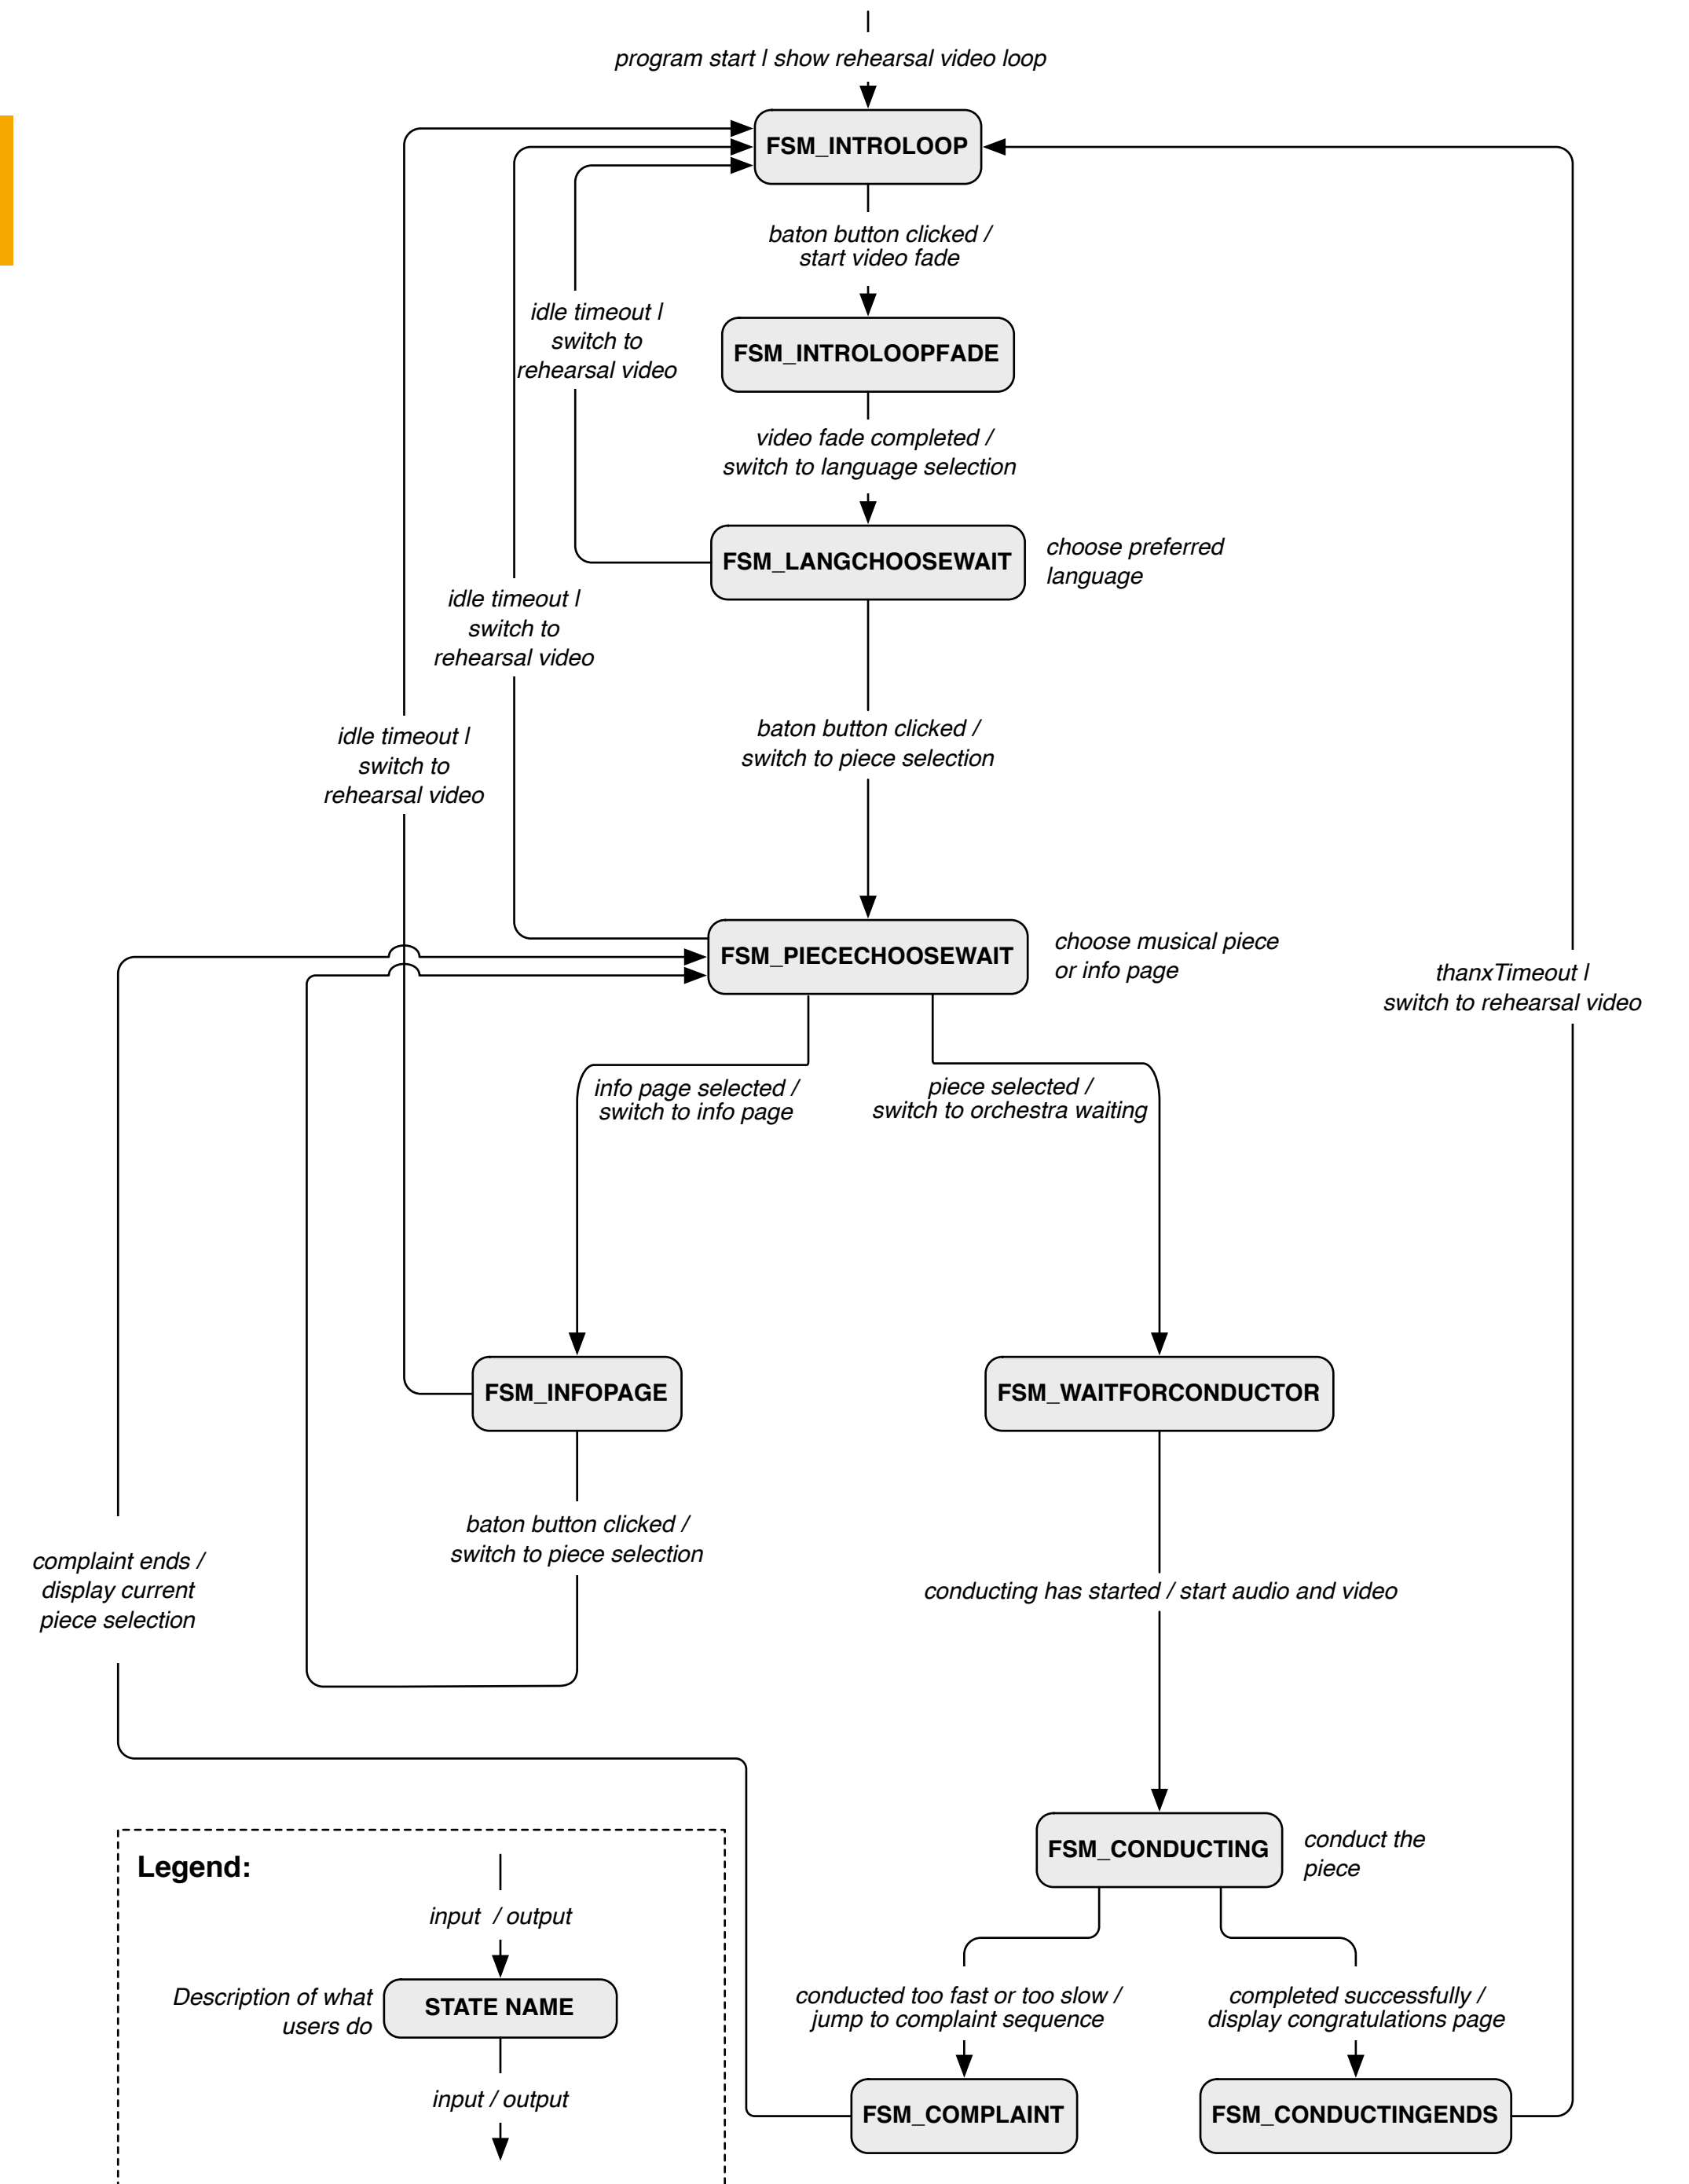 program start / show rehearsal video loop
FSM_INTROLOOP
baton button clicked /
start video fade
idle timeout /
switch to
rehearsal video
FSM_INTROLOOPFADE
video fade completed /
switch to language selection
FSM_LANGCHOOSEWAIT
choose preferred
language
idle timeout /
switch to
rehearsal video
baton button clicked /
switch to piece selection
idle timeout /
switch to
rehearsal video
FSM_PIECECHOOSEWAIT
choose musical piece
or info page
thanxTimeout /
switch to rehearsal video
info page selected /
switch to info page
piece selected /
switch to orchestra waiting
FSM_INFOPAGE
FSM_WAITFORCONDUCTOR
baton button clicked /
switch to piece selection
complaint ends /
display current
piece selection
conducting has started / start audio and video
FSM_CONDUCTING
conduct the
piece
conducted too fast or too slow /
jump to complaint sequence
completed successfully /
display congratulations page
FSM_COMPLAINT
FSM_CONDUCTINGENDS
Legend:
input / output
Description of what
users do
STATE NAME
input / output